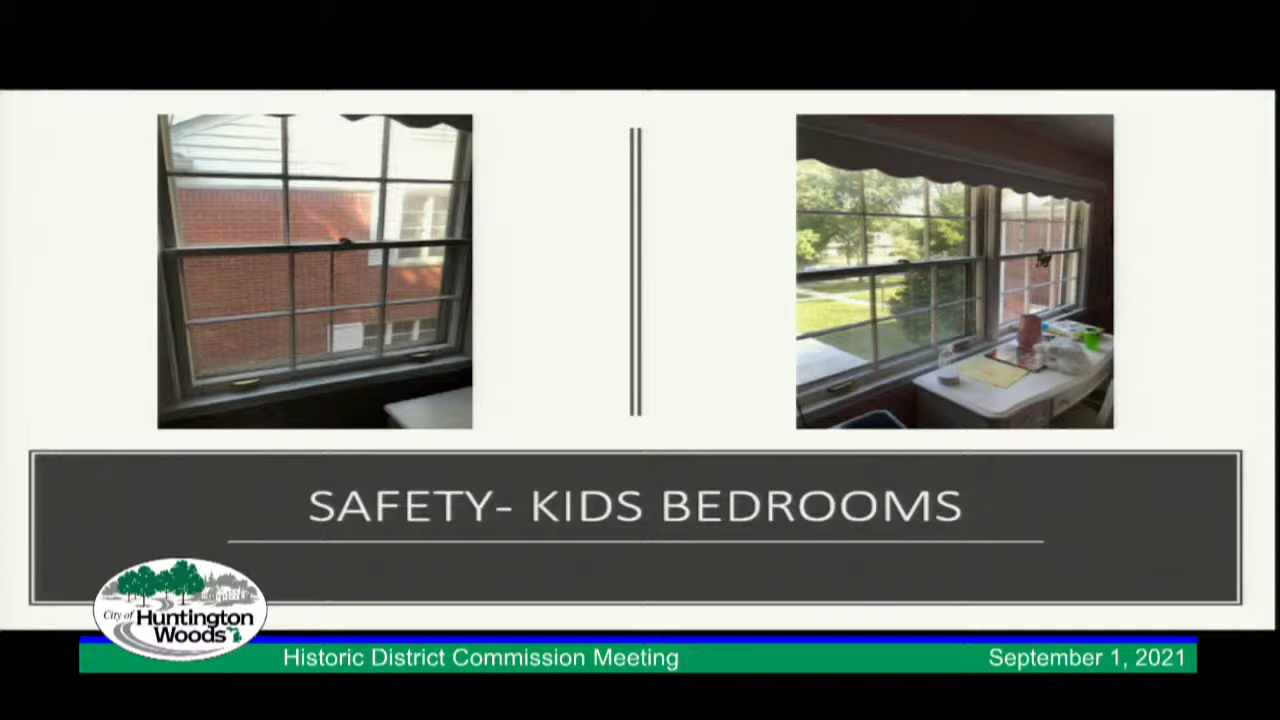 SAFETY- KIDS BEDROOMS
City of
Huntington
Woods
Historic District Commission Meeting
September 1, 2021